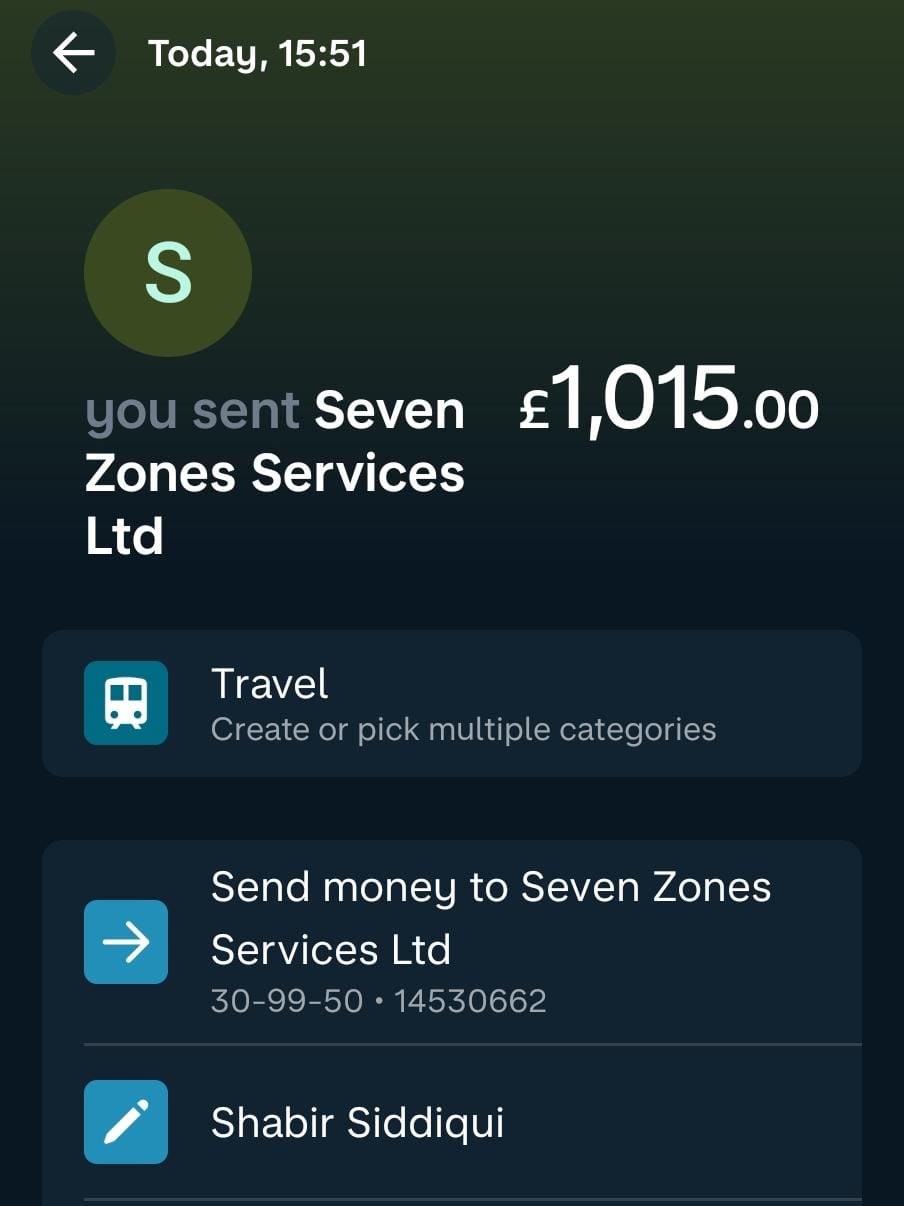 Today, 15:51
S
you sent Seven
Zones Services
Ltd
£1,015.00
Travel
Create or pick multiple categories
Send money to Seven Zones
Services Ltd
30-99-50 • 14530662
Shabir Siddiqui